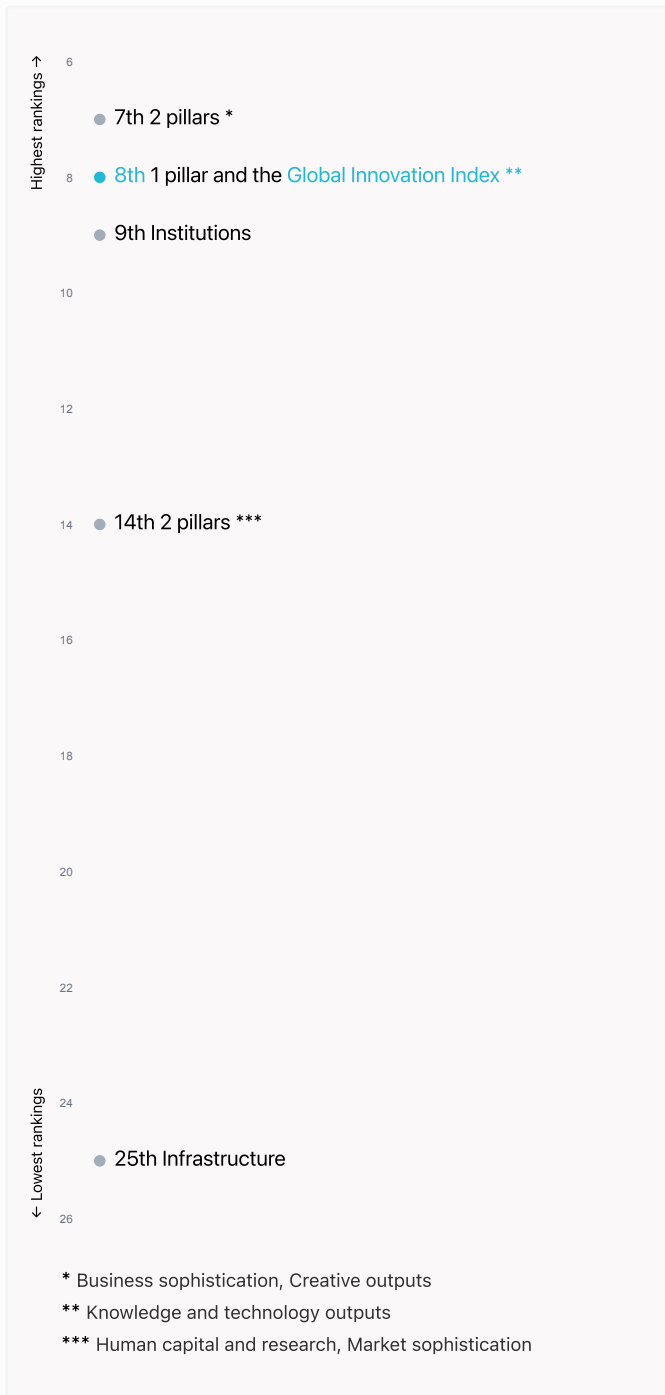 Highest rankings →
6
7th 2 pillars *
8
8th 1 pillar and the Global Innovation Index **
9th Institutions
10
12
14
14th 2 pillars ***
16
18
20
22
24
← Lowest rankings
25th Infrastructure
26
* Business sophistication, Creative outputs
** Knowledge and technology outputs
*** Human capital and research, Market sophistication